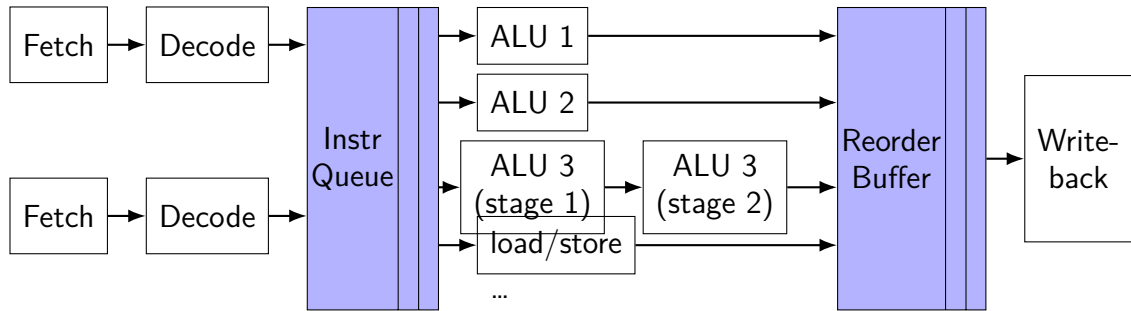 Fetch
Decode
Fetch
Decode
Instr
Queue
ALU 1
ALU 2
ALU 3
(stage 1)
ALU 3
(stage 2)
load/store
...
Reorder
Buffer
Write-
back